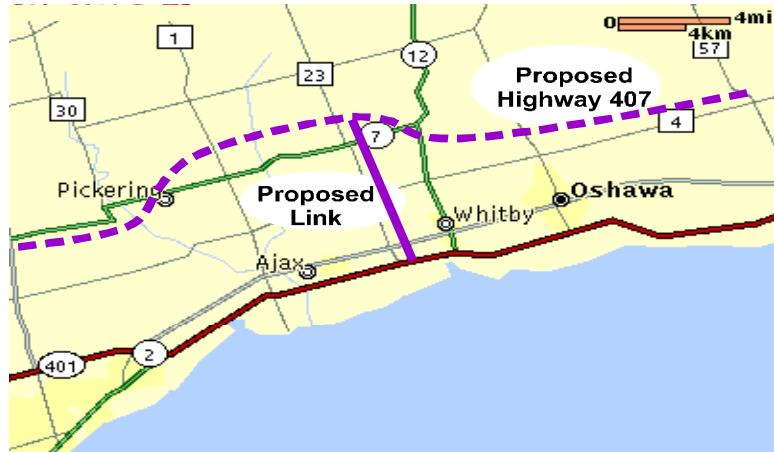 0 4mi
4km
1
12
57
23
Proposed
Highway 407
30
4
7
Pickering
Proposed
Link
Oshawa
Whitby
Ajax
2
401